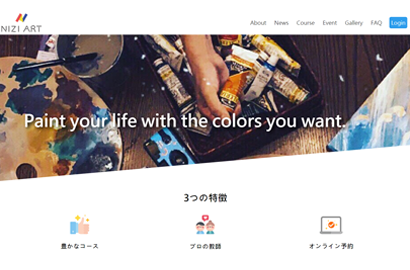 NIZI ART
About News Course Event Gallery FAQ Login
Paint your life with the colors you want.
3つの特徴
豊かなコース プロの教師 オンライン予約